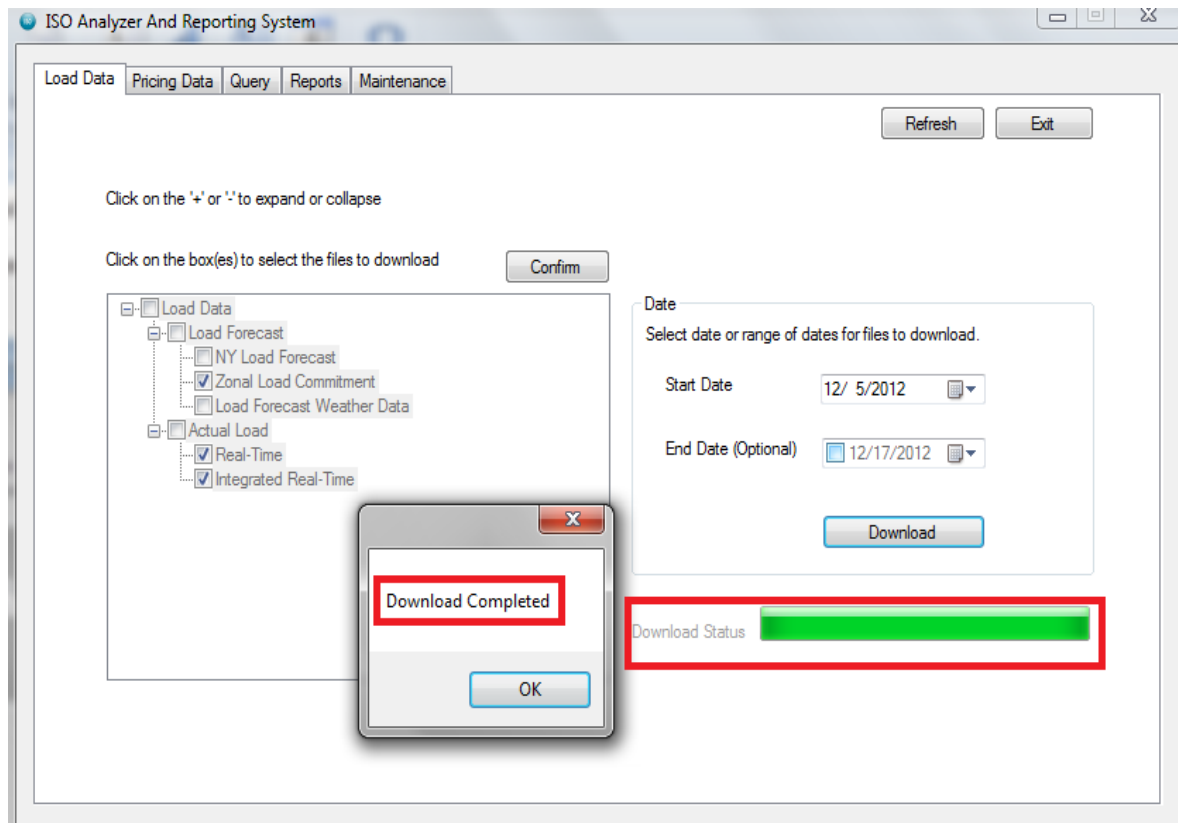 ISO Analyzer And Reporting System
Load Data Pricing Data Query Reports Maintenance
Refresh Exit
Click on the '+' or '-' to expand or collapse
Click on the box(es) to select the files to download
Confirm
Load Data
Load Forecast
NY Load Forecast
Zonal Load Commitment
Load Forecast Weather Data
Actual Load
Real-Time
Integrated Real-Time
Date
Select date or range of dates for files to download.
Start Date 12/ 5/2012
End Date (Optional) 12/17/2012
Download
Download Completed
OK
Download Status